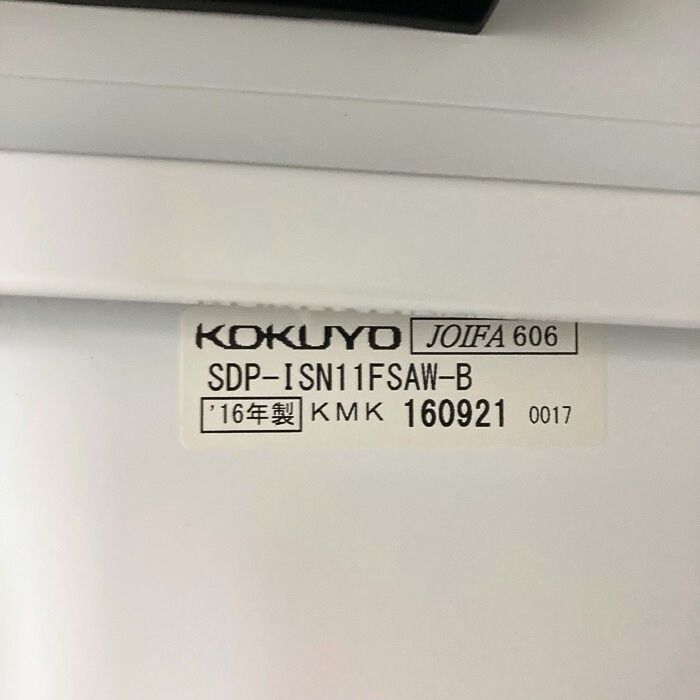 KOKUYO JOIFA 606
SDP-ISN11FSAW-B
'16年製 KMK 160921 0017